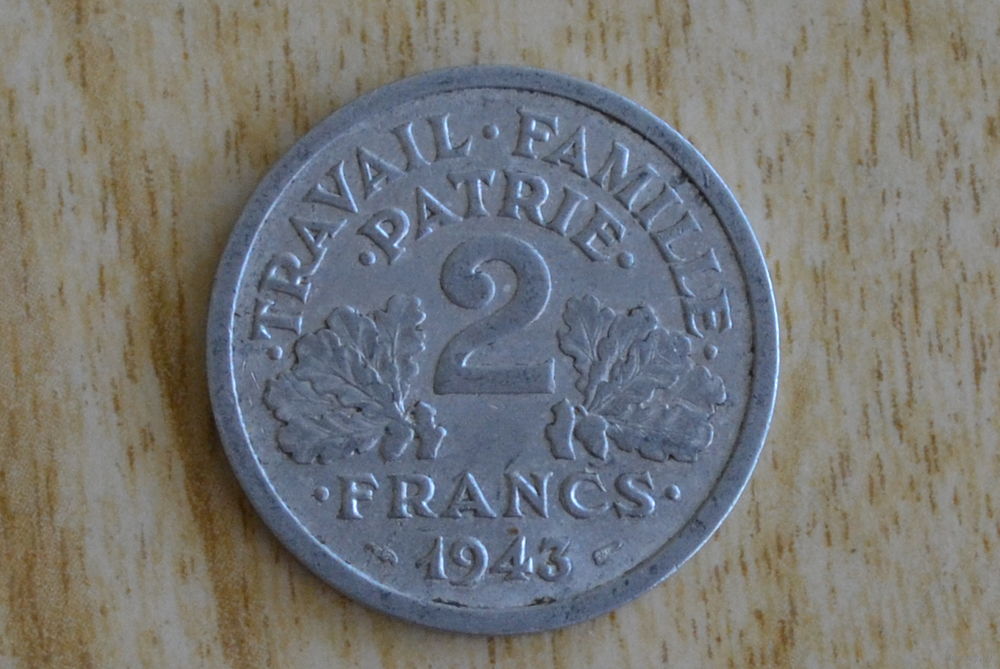 ·TRAVAIL·FAMILLE·
·PATRIE·
2
·FRANCS·
1943